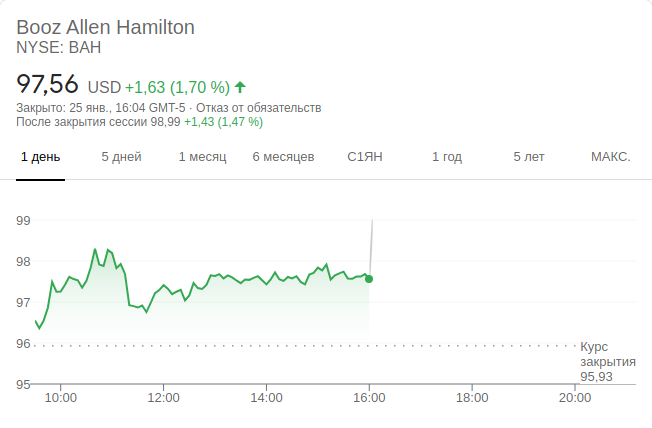 Booz Allen Hamilton
NYSE: BAH
97,56 USD +1,63 (1,70 %)
Закрыто: 25 янв., 16:04 GMT-5 · Отказ от обязательств
После закрытия сессии 98,99 +1,43 (1,47 %)
1 день 5 дней 1 месяц 6 месяцев С1ЯН 1 год 5 лет МАКС.
99
98
97
96
Курс
закрытия
95,93
95
10:00 12:00 14:00 16:00 18:00 20:00